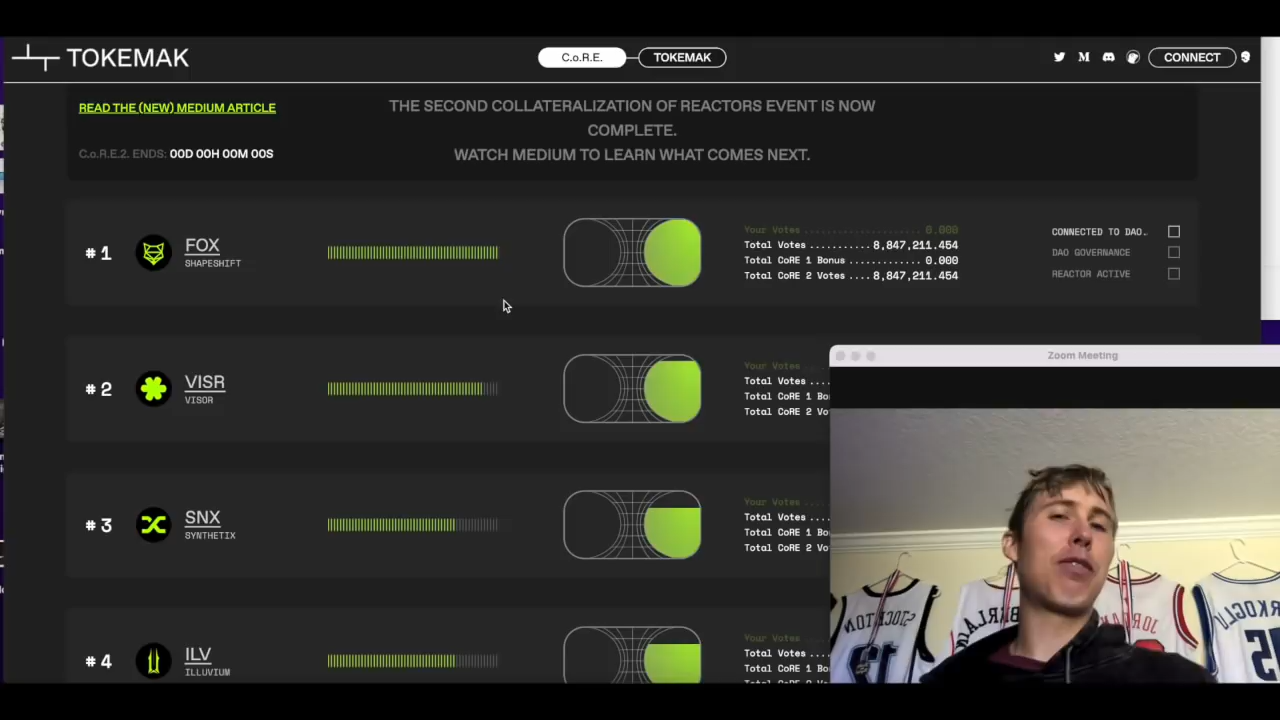 TOKEMAK
C.o.R.E.
TOKEMAK
M
CONNECT
READ THE (NEW) MEDIUM ARTICLE
THE SECOND COLLATERALIZATION OF REACTORS EVENT IS NOW
COMPLETE.
C.o.R.E.2. ENDS: 00D 00H 00M 00S
WATCH MEDIUM TO LEARN WHAT COMES NEXT.
# 1
FOX
SHAPESHIFT
Your Votes .................... 0.000
Total Votes ........... 8,847,211.454
Total CoRE 1 Bonus ............. 0.000
Total CoRE 2 Votes .... 8,847,211.454
CONNECTED TO DAO.
DAO GOVERNANCE
REACTOR ACTIVE
# 2
VISR
VISOR
Your Votes ....
Total Votes ....
Total CoRE 1 Bo
Total CoRE 2 Vo
Zoom Meeting
# 3
SNX
SYNTHETIX
Your Votes ....
Total Votes ....
Total CoRE 1 Bo
Total CoRE 2 Vo
# 4
ILV
ILLUVIUM
Your Votes ....
Total Votes ....
STOCKTON
12
JORDAN